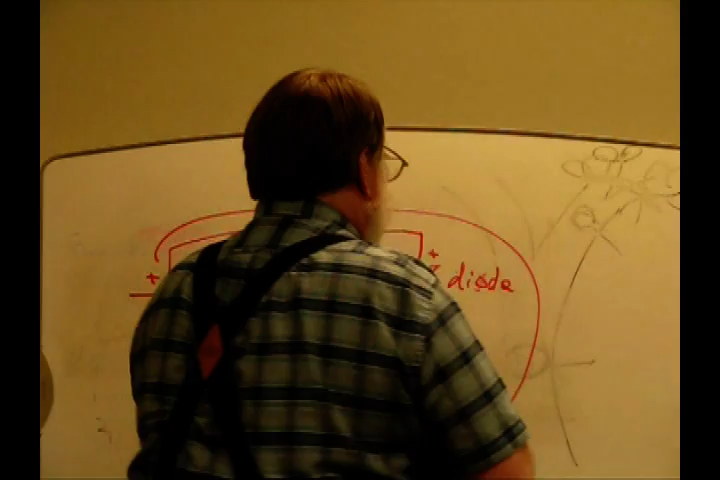 + +
diode